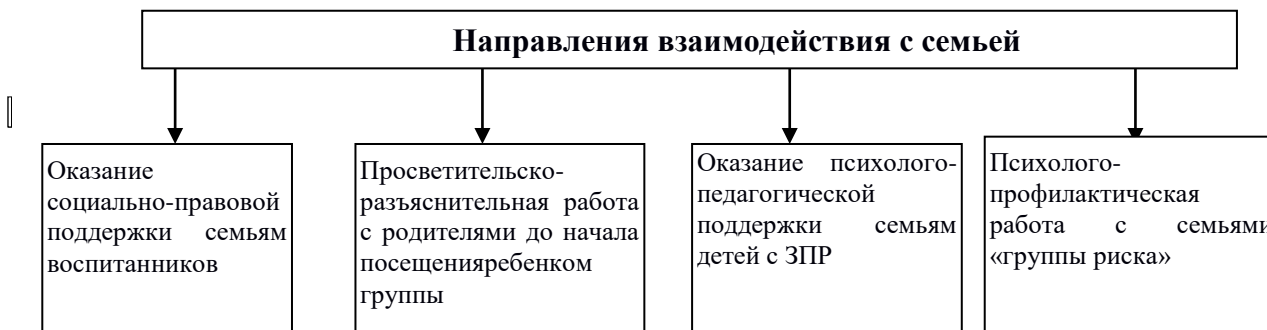 Направления взаимодействия с семьей
Оказание
социально-правовой
поддержки семьям
воспитанников
Просветительско-
разъяснительная работа
с родителями до начала
посещенияребенком
группы
Оказание психолого-
педагогической
поддержки семьям
детей с ЗПР
Психолого-
профилактическая
работа с семьями
«группы риска»